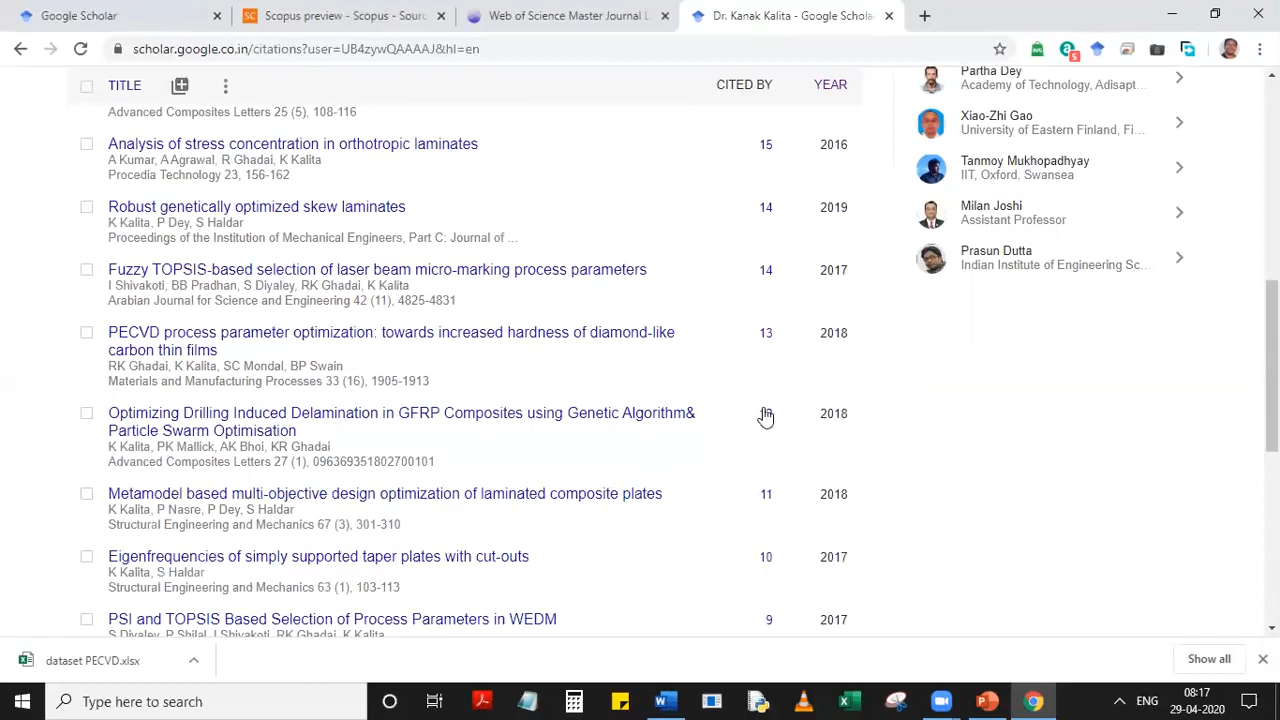 Google Scholar
Scopus preview - Scopus - Sour
Web of Science Master Journal L
Dr. Kanak Kalita - Google Schola
scholar.google.co.in/citations?user=UB4zywQAAAAJ&hl=en
TITLE CITED BY YEAR
Advanced Composites Letters 25 (5), 108-116
Analysis of stress concentration in orthotropic laminates 15 2016
A Kumar, A Agrawal, R Ghadai, K Kalita
Procedia Technology 23, 156-162
Robust genetically optimized skew laminates 14 2019
K Kalita, P Dey, S Haldar
Proceedings of the Institution of Mechanical Engineers, Part C: Journal of ...
Fuzzy TOPSIS-based selection of laser beam micro-marking process parameters 14 2017
I Shivakoti, BB Pradhan, S Diyaley, RK Ghadai, K Kalita
Arabian Journal for Science and Engineering 42 (11), 4825-4831
PECVD process parameter optimization: towards increased hardness of diamond-like 13 2018
carbon thin films
RK Ghadai, K Kalita, SC Mondal, BP Swain
Materials and Manufacturing Processes 33 (16), 1905-1913
Optimizing Drilling Induced Delamination in GFRP Composites using Genetic Algorithm& 2018
Particle Swarm Optimisation
K Kalita, PK Mallick, AK Bhoi, KR Ghadai
Advanced Composites Letters 27 (1), 096369351802700101
Metamodel based multi-objective design optimization of laminated composite plates 11 2018
K Kalita, P Nasre, P Dey, S Haldar
Structural Engineering and Mechanics 67 (3), 301-310
Eigenfrequencies of simply supported taper plates with cut-outs 10 2017
K Kalita, S Haldar
Structural Engineering and Mechanics 63 (1), 103-113
PSI and TOPSIS Based Selection of Process Parameters in WEDM 9 2017
S Diyaley, P Shilal, I Shivakoti, RK Ghadai, K Kalita
Partha Dey
Academy of Technology, Adisapt...
Xiao-Zhi Gao
University of Eastern Finland, Fi...
Tanmoy Mukhopadhyay
IIT, Oxford, Swansea
Milan Joshi
Assistant Professor
Prasun Dutta
Indian Institute of Engineering Sc...
dataset PECVD.xlsx
Show all
Type here to search
ENG
08:17
29-04-2020